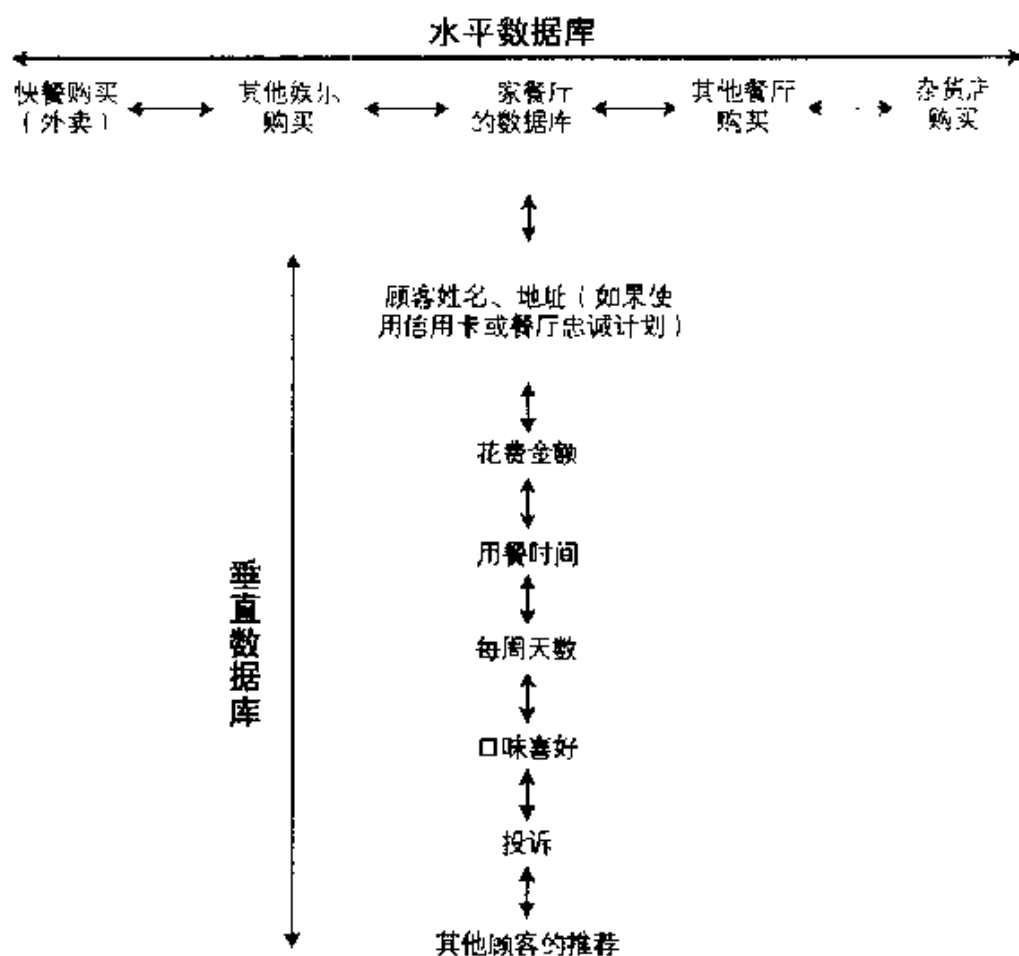 水平数据库
快餐购买
（外卖）
其他娱乐
购买
一家餐厅
的数据库
其他餐厅
购买
杂货店
购买
顾客姓名、地址（如果使
用信用卡或餐厅忠诚计划）
花费金额
用餐时间
每周天数
口味喜好
投诉
其他顾客的推荐
垂直数据库